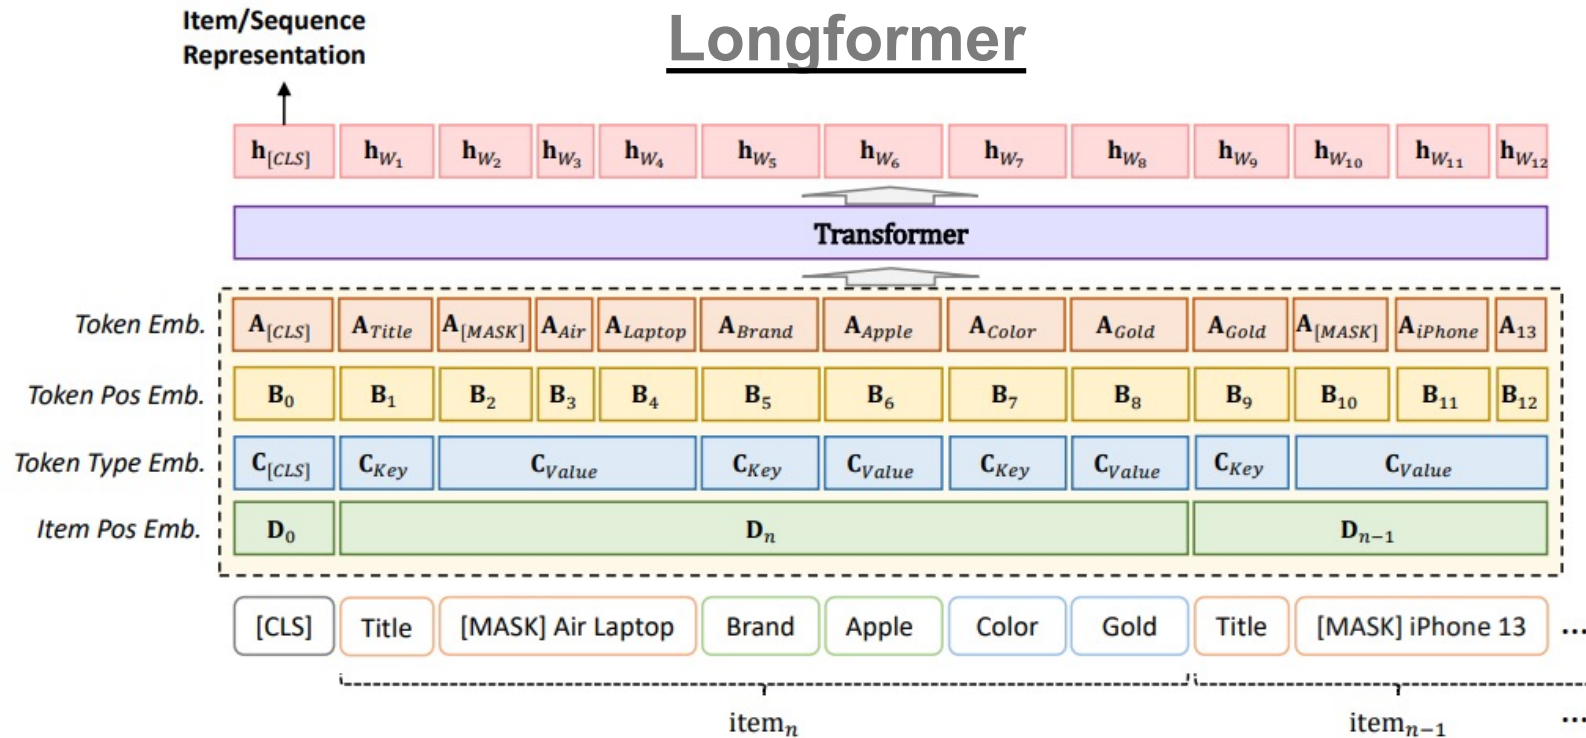 Item/Sequence
Representation
Longformer
h[CLS] hW1 hW2 hW3 hW4 hW5 hW6 hW7 hW8 hW9 hW10 hW11 hW12
Transformer
Token Emb. A[CLS] ATitle A[MASK] AAir ALaptop ABrand AApple AColor AGold AGold A[MASK] AiPhone A13
Token Pos Emb. B0 B1 B2 B3 B4 B5 B6 B7 B8 B9 B10 B11 B12
Token Type Emb. C[CLS] CKey CValue CKey CValue CKey CValue CKey CValue
Item Pos Emb. D0 Dn Dn−1
[CLS] Title [MASK] Air Laptop Brand Apple Color Gold Title [MASK] iPhone 13 ...
itemn itemn−1 ...